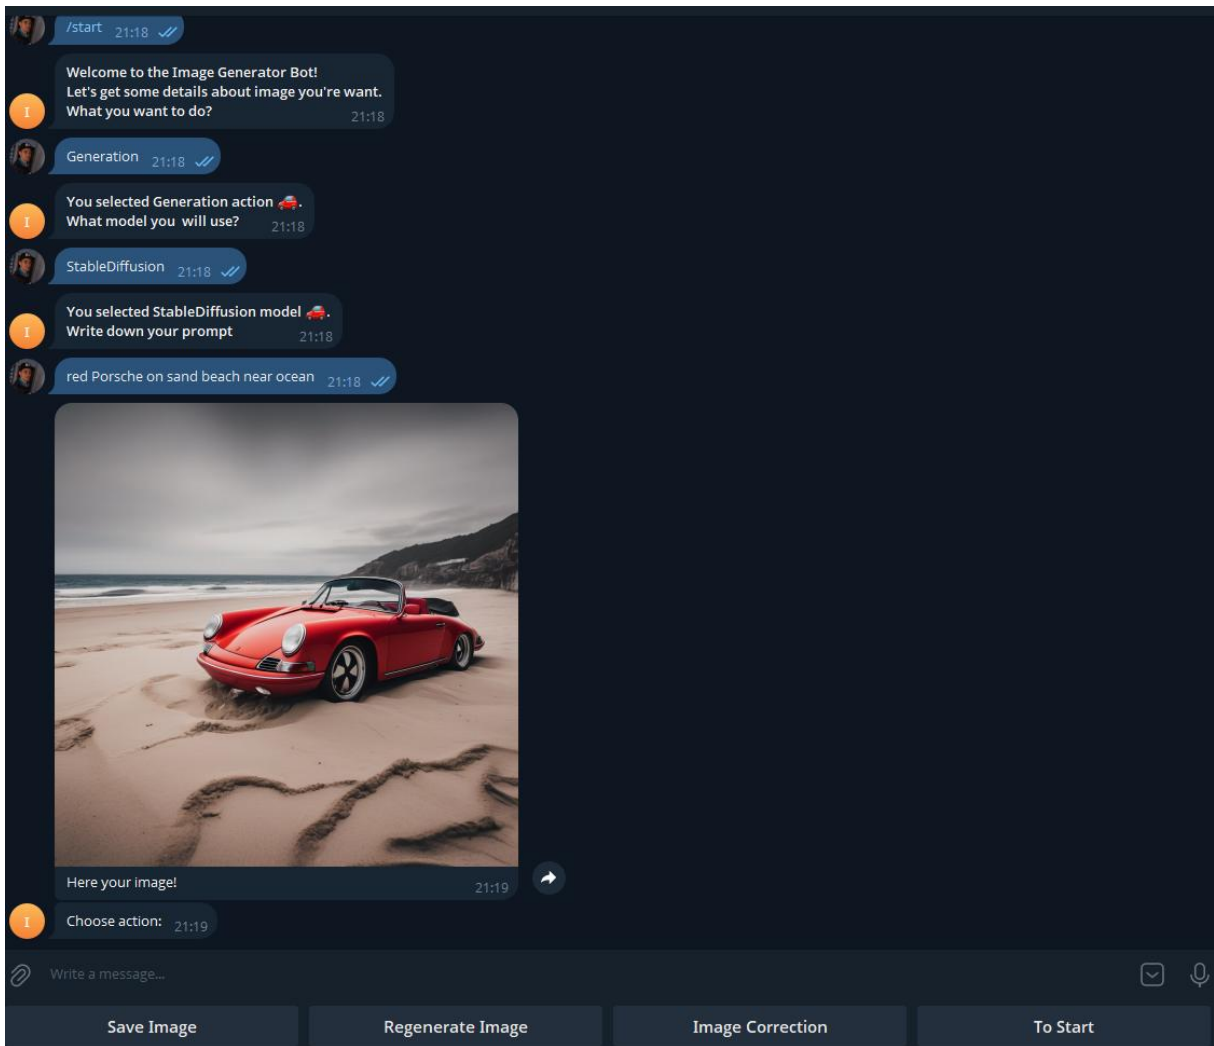 /start 21:18
Welcome to the Image Generator Bot!
Let's get some details about image you're want.
What you want to do? 21:18
I
Generation 21:18
You selected Generation action 🚗.
What model you will use? 21:18
I
StableDiffusion 21:18
You selected StableDiffusion model 🚗.
Write down your prompt 21:18
I
red Porsche on sand beach near ocean 21:18
Here your image! 21:19
I
Choose action: 21:19
Write a message...
Save Image
Regenerate Image
Image Correction
To Start